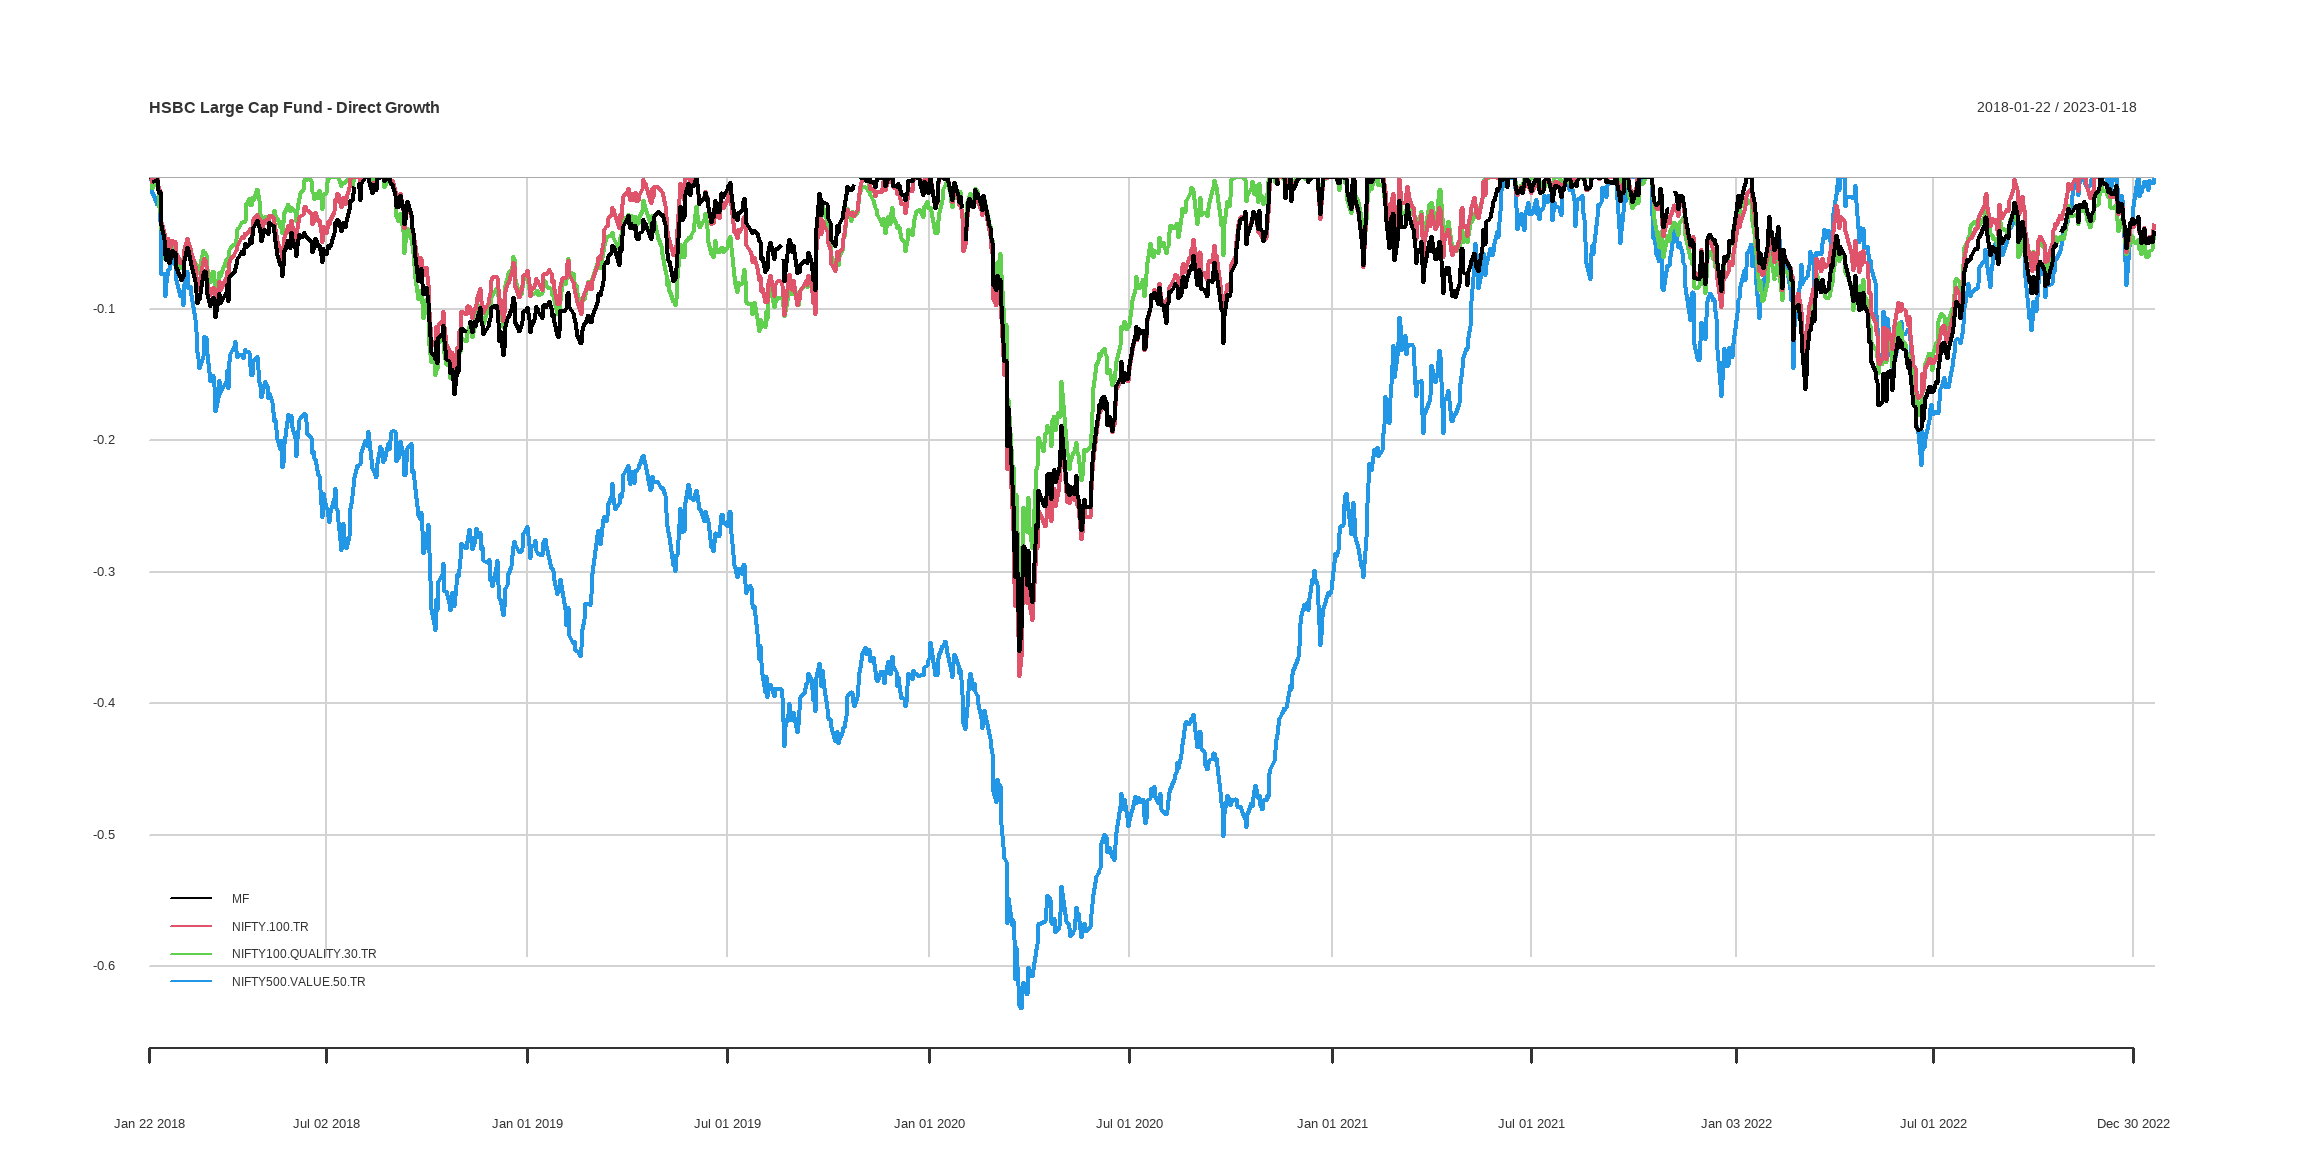 HSBC Large Cap Fund - Direct Growth
2018-01-22 / 2023-01-18
-0.1
-0.2
-0.3
-0.4
-0.5
-0.6
MF
NIFTY.100.TR
NIFTY100.QUALITY.30.TR
NIFTY500.VALUE.50.TR
Jan 22 2018 Jul 02 2018 Jan 01 2019 Jul 01 2019 Jan 01 2020 Jul 01 2020 Jan 01 2021 Jul 01 2021 Jan 03 2022 Jul 01 2022 Dec 30 2022